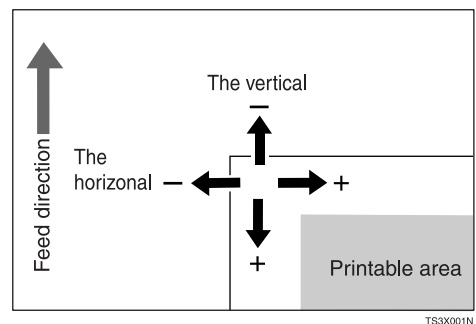 The vertical
−
Feed direction
The
horizonal − +
+
Printable area
TS3X001N